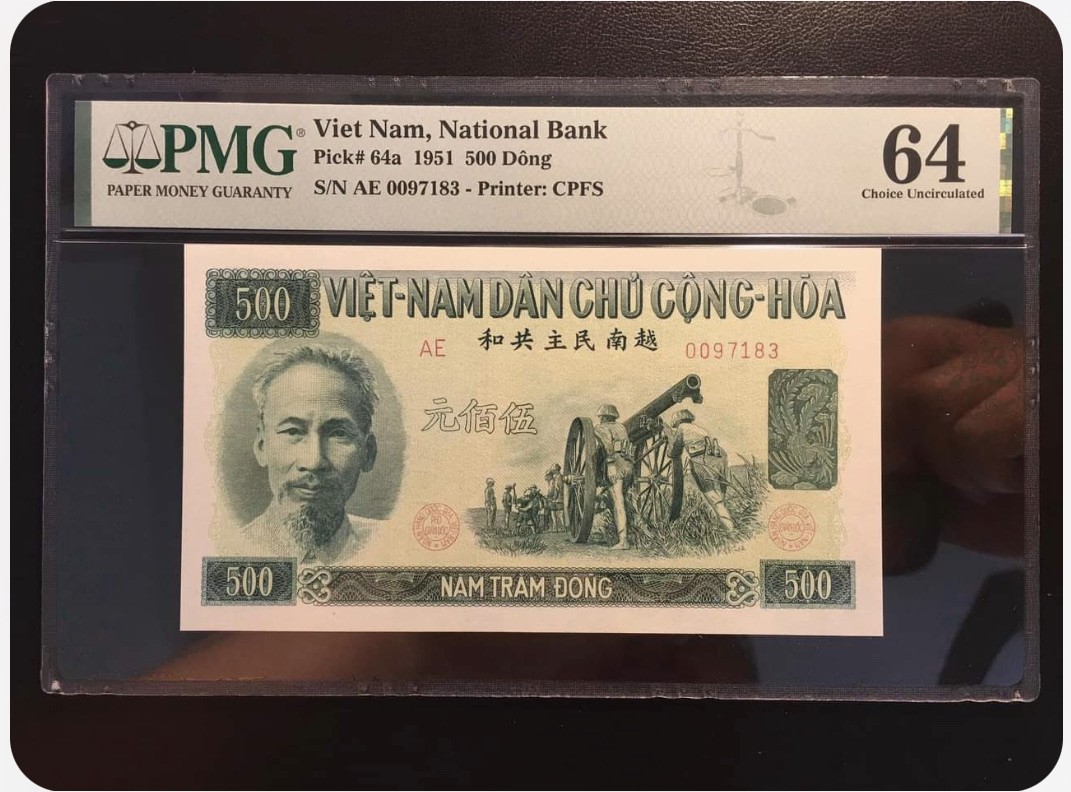 PMG®
PAPER MONEY GUARANTY
Viet Nam, National Bank
Pick# 64a 1951 500 Dông
S/N AE 0097183 - Printer: CPFS
64
Choice Uncirculated
500 VIỆT-NAM DÂN CHỦ CỘNG-HÒA
越南民主共和
AE 0097183
伍佰元
500 NĂM TRĂM ĐỒNG 500